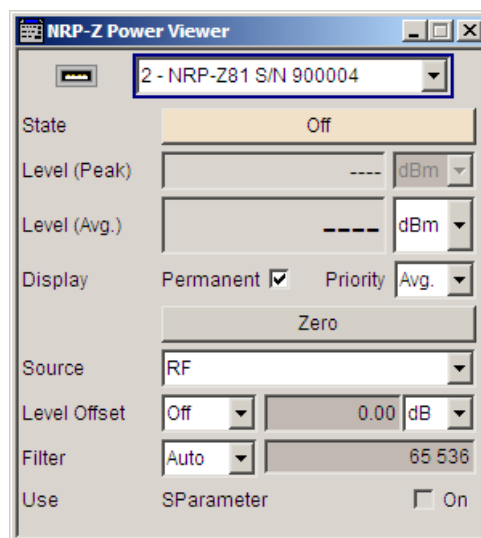 NRP-Z Power Viewer
2 - NRP-Z81 S/N 900004
State Off
Level (Peak) ---- dBm
Level (Avg.) ---- dBm
Display Permanent Priority Avg.
Zero
Source RF
Level Offset Off 0.00 dB
Filter Auto 65 536
Use SParameter On